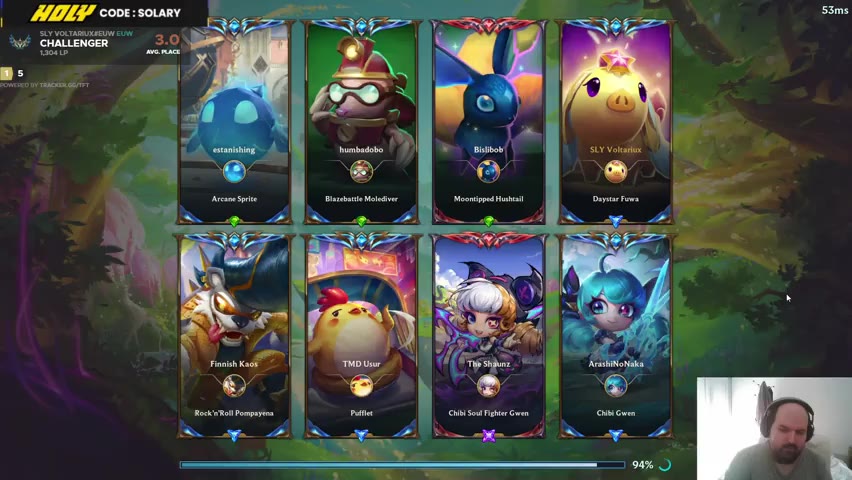 HOLY CODE : SOLARY
53ms
SLY VOLTARIUX#EUW EUW
CHALLENGER
1,304 LP
3.0
AVG. PLACE
1 5
POWERED BY TRACKER.GG/TFT
estanishing
Arcane Sprite
humbadobo
Blazebattle Molediver
Bislibob
Moontipped Hushtail
SLY Voltariux
Daystar Fuwa
Finnish Kaos
Rock'n'Roll Pompayena
TMD Usur
Pufflet
The Shaunz
Chibi Soul Fighter Gwen
ArashiNoNaka
Chibi Gwen
94%